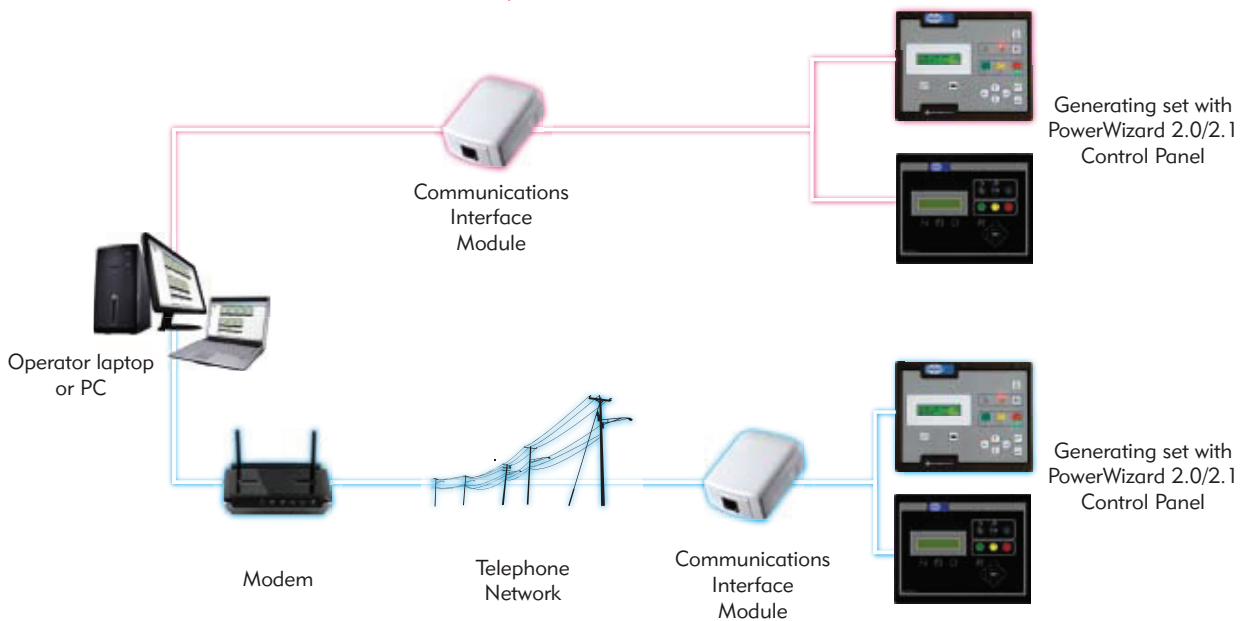 Communications
Interface
Module
Generating set with
PowerWizard 2.0/2.1
Control Panel
Operator laptop
or PC
Modem
Telephone
Network
Communications
Interface
Module
Generating set with
PowerWizard 2.0/2.1
Control Panel